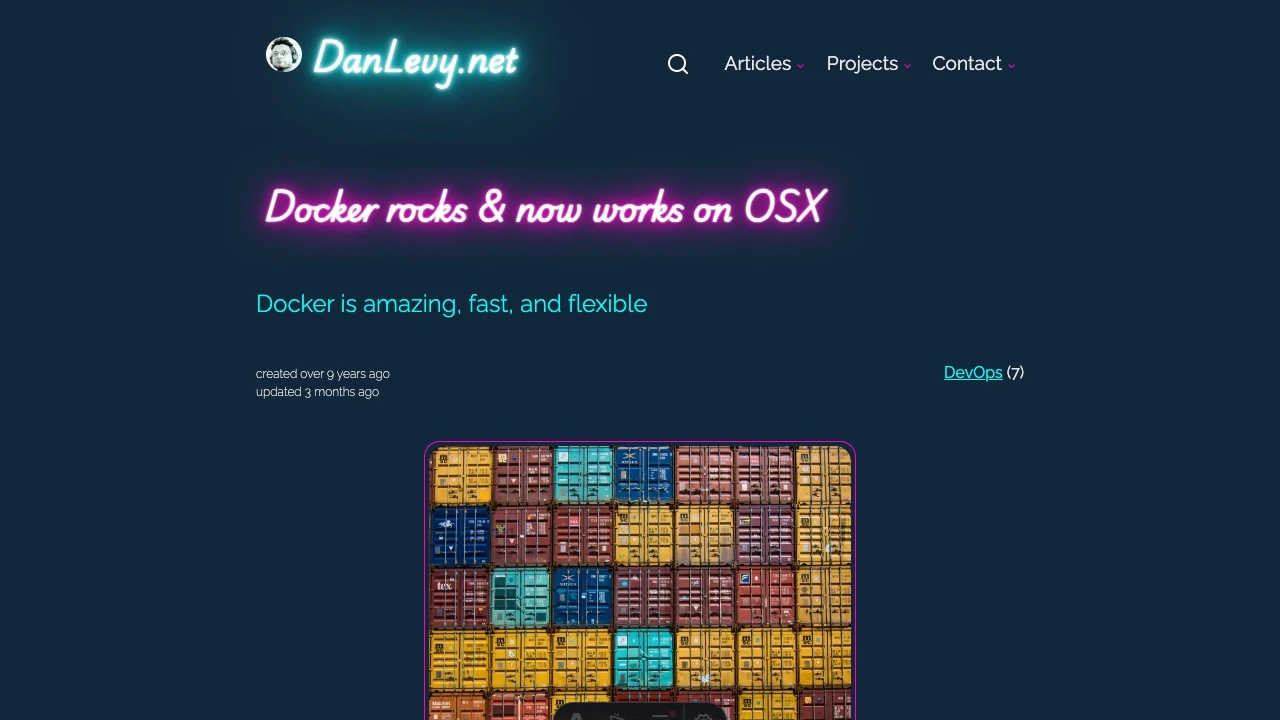 DanLevy.net
Articles
Projects
Contact
Docker rocks & now works on OSX
Docker is amazing, fast, and flexible
created over 9 years ago
updated 3 months ago
DevOps (7)
tex